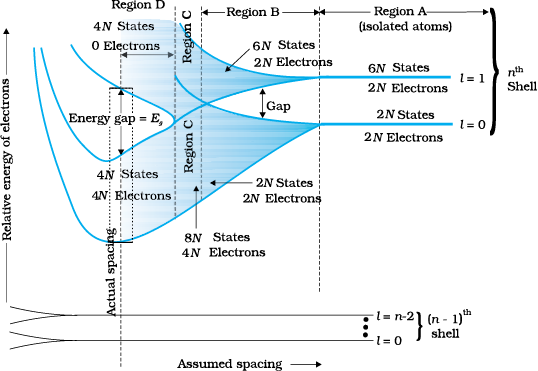 Region D
4N States
0 Electrons
Region C
Region B
Region A
(isolated atoms)
6N States
2N Electrons
6N States
2N Electrons
l = 1
nth
Shell
Gap
2N States
2N Electrons
l = 0
Energy gap = Eg
Region C
4N States
4N Electrons
2N States
2N Electrons
8N States
4N Electrons
Relative energy of electrons
Actual spacing
l = n-2
(n - 1)th
shell
l = 0
Assumed spacing